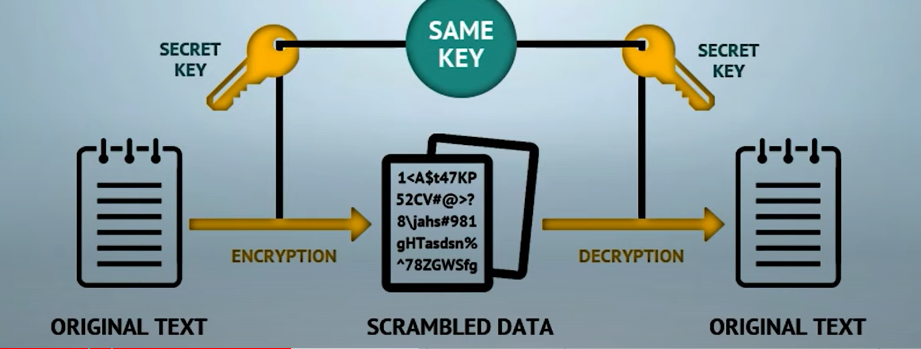 SAME
KEY
SECRET
KEY
SECRET
KEY
1<A$t47KP
52CV#@>?
8\jahs#981
gHTasdsn%
^78ZGWSfg
ENCRYPTION
DECRYPTION
ORIGINAL TEXT
SCRAMBLED DATA
ORIGINAL TEXT